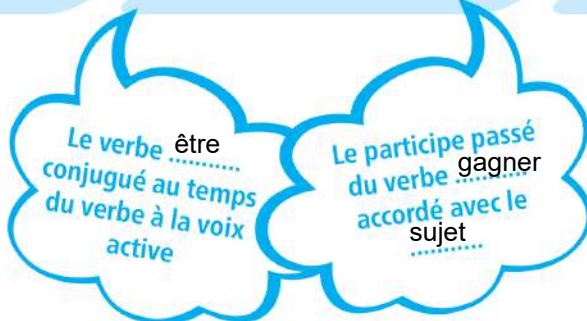 Le verbe être
conjugué au temps
du verbe à la voix
active
Le participe passé
du verbe gagner
accordé avec le
sujet